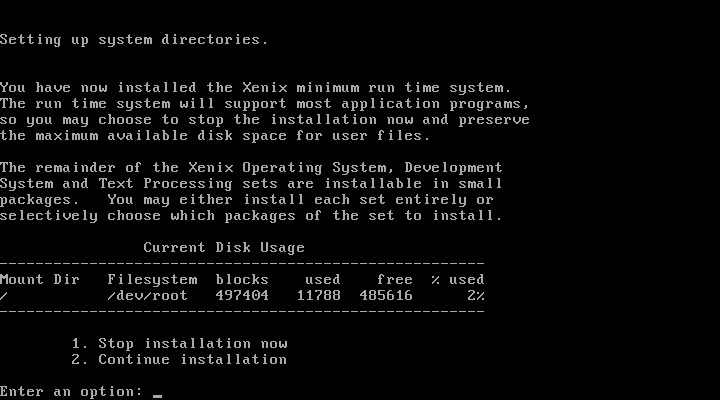 Setting up system directories.
You have now installed the Xenix minimum run time system.
The run time system will support most application programs,
so you may choose to stop the installation now and preserve
the maximum available disk space for user files.
The remainder of the Xenix Operating System, Development
System and Text Processing sets are installable in small
packages.   You may either install each set entirely or
selectively choose which packages of the set to install.
Current Disk Usage
------------------------------------------------------
Mount Dir   Filesystem  blocks    used    free  % used
/           /dev/root   497404   11788  485616      2%
------------------------------------------------------
1. Stop installation now
2. Continue installation
Enter an option: _